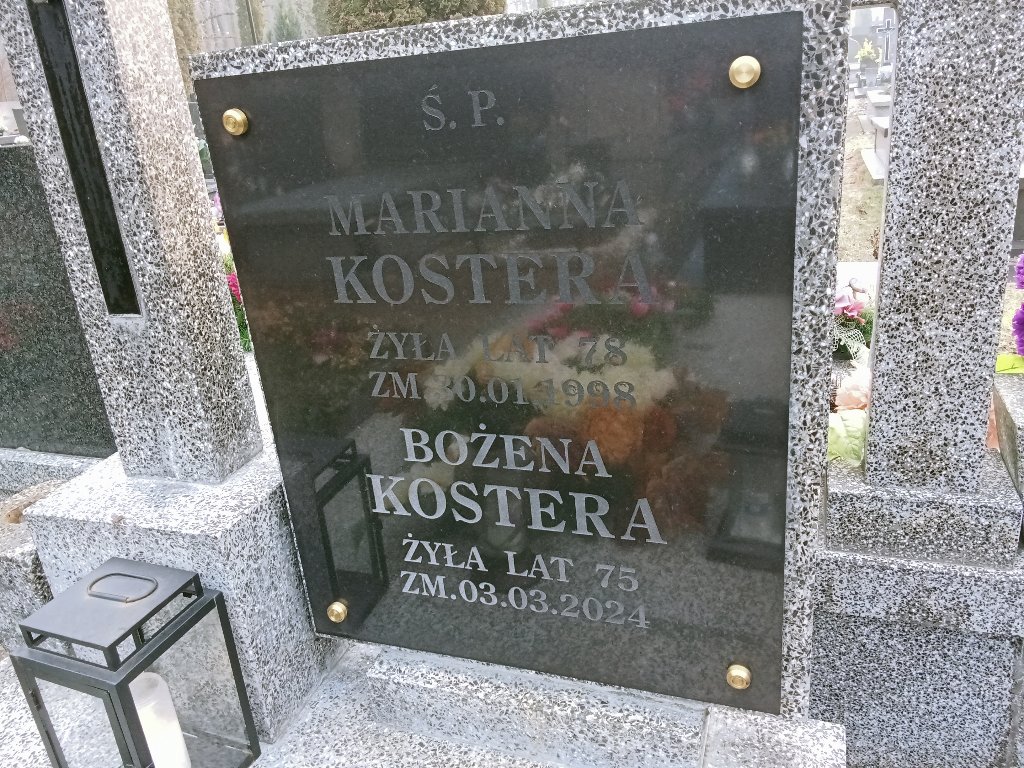 Ś. P.
MARIANNA
KOSTERA
ŻYŁA LAT 78
ZM 30.01.1998
BOŻENA
KOSTERA
ŻYŁA LAT 75
ZM.03.03.2024